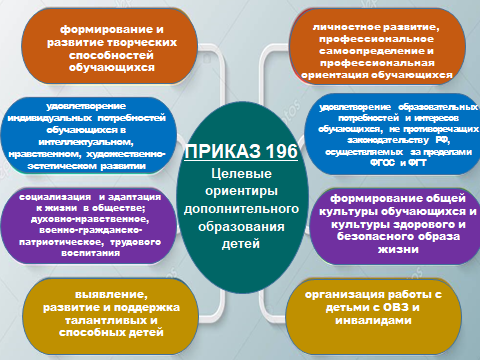 формирование и
развитие творческих
способностей
обучающихся
удовлетворение
индивидуальных потребностей
обучающихся в
интеллектуальном,
нравственном, художественно-
эстетическом развитии
социализация и адаптация
к жизни в обществе;
духовно-нравственное,
военно-гражданско-
патриотическое, трудового
воспитания
выявление,
развитие и поддержка
талантливых и
способных детей
ПРИКАЗ 196
Целевые
ориентиры
дополнительного
образования
детей
личностное развитие,
профессиональное
самоопределение и
профессиональная
ориентация обучающихся
удовлетворение образовательных
потребностей и интересов
обучающихся, не противоречащих
законодательству РФ,
осуществляемых за пределами
ФГОС и ФГТ
формирование общей
культуры обучающихся и
культуры здорового и
безопасного образа
жизни
организация работы с
детьми с ОВЗ и
инвалидами